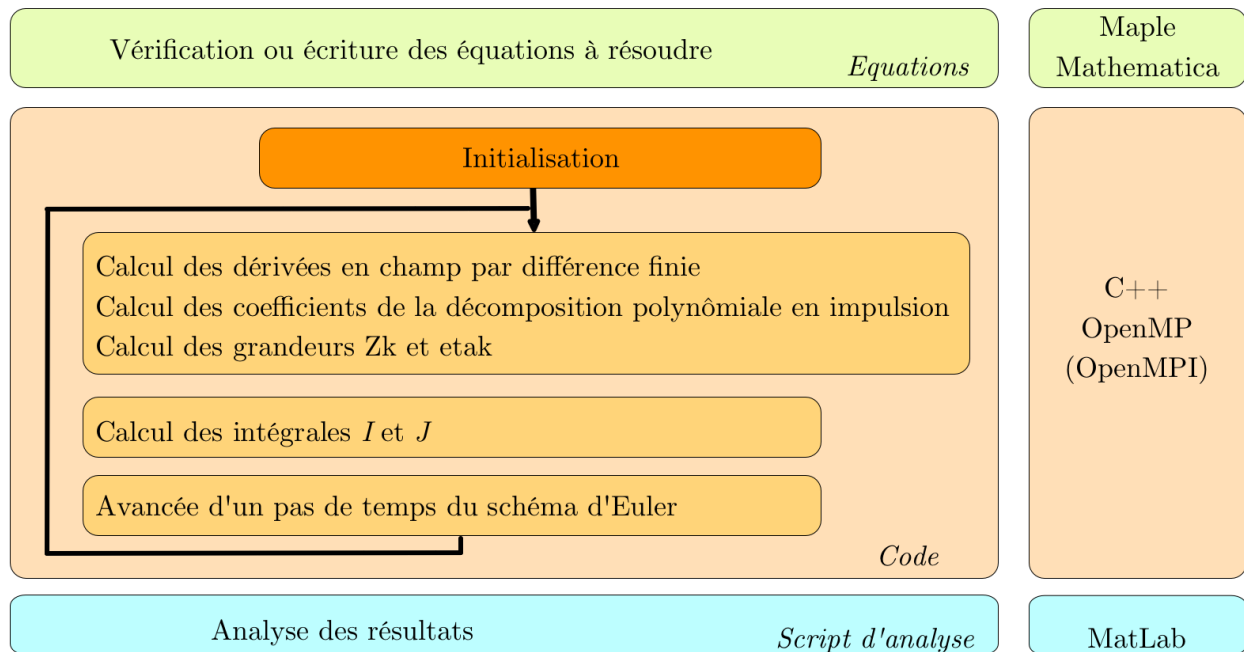 Vérification ou écriture des équations à résoudre
Equations
Maple
Mathematica
Initialisation
Calcul des dérivées en champ par différence finie
Calcul des coefficients de la décomposition polynômiale en impulsion
Calcul des grandeurs Zk et etak
Calcul des intégrales I et J
Avancée d'un pas de temps du schéma d'Euler
Code
C++
OpenMP
(OpenMPI)
Analyse des résultats
Script d'analyse
MatLab